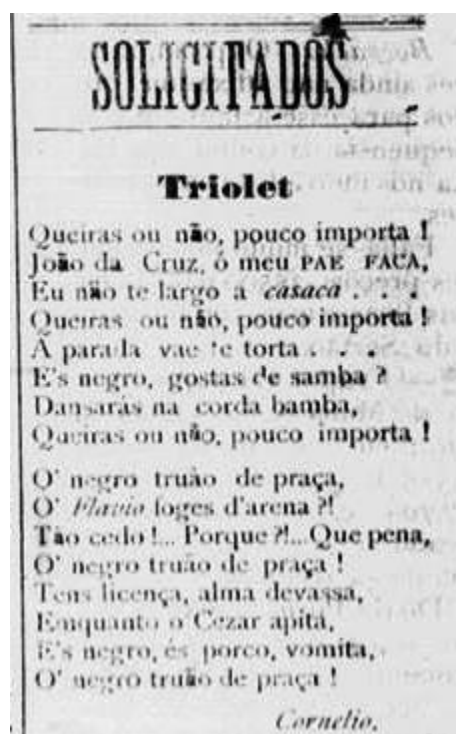 SOLICITADOS
Triolet
Queiras ou não, pouco importa !
João da Cruz, ó meu PAE FACA,
Eu não te largo a casaca . . .
Queiras ou não, pouco importa !
A parada vae te torta . . .
E's negro, gostas de samba ?
Dansarás na corda bamba,
Queiras ou não, pouco importa !
O' negro truão de praça,
O' Flavio foges d'arena ?!
Tão cedo !... Porque ?!... Que pena,
O' negro truão de praça !
Tens licença, alma devassa,
Emquanto o Cezar apita,
E's negro, és porco, vomita,
O' negro truão de praça !
Cornelio.